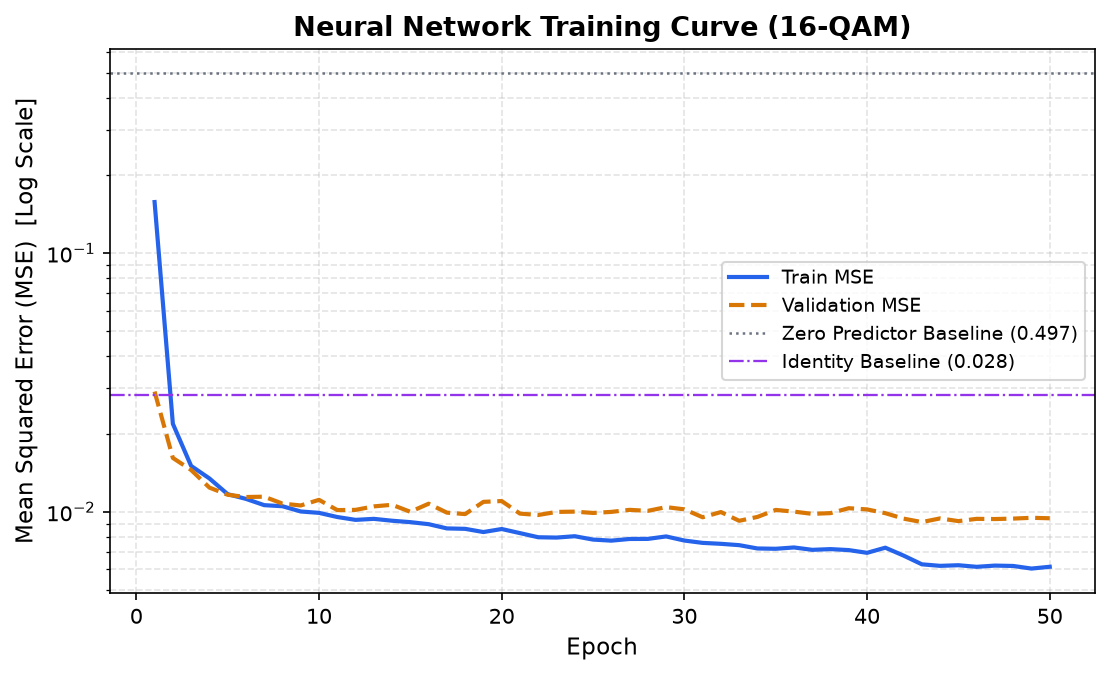 Neural Network Training Curve (16-QAM)
Mean Squared Error (MSE)  [Log Scale]
10⁻¹
10⁻²
Train MSE
Validation MSE
Zero Predictor Baseline (0.497)
Identity Baseline (0.028)
0 10 20 30 40 50
Epoch